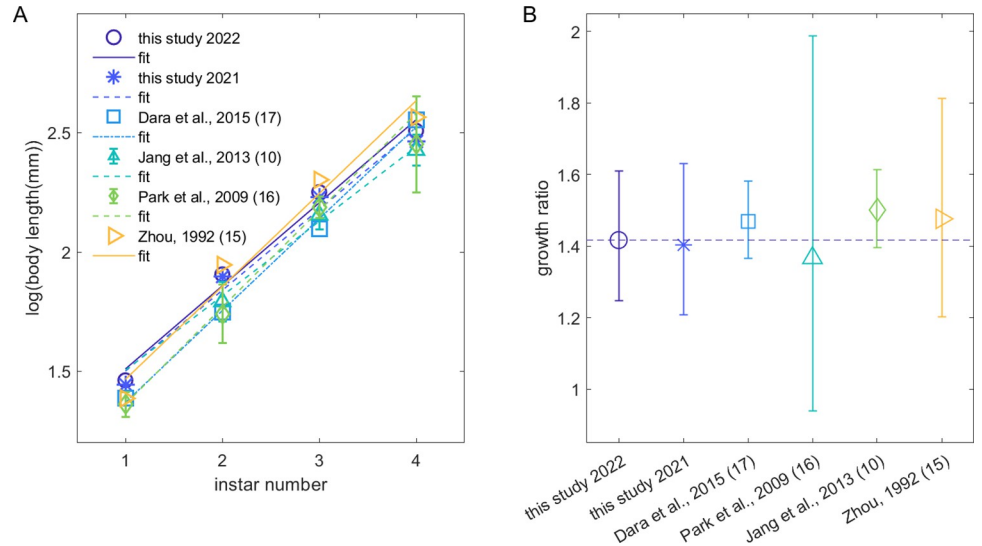 A
this study 2022
fit
this study 2021
fit
Dara et al., 2015 (17)
fit
Jang et al., 2013 (10)
fit
Park et al., 2009 (16)
fit
Zhou, 1992 (15)
fit
2.5
2
1.5
log(body length(mm))
1 2 3 4
instar number
B
2
1.8
1.6
1.4
1.2
1
growth ratio
this study 2022
this study 2021
Dara et al., 2015 (17)
Park et al., 2009 (16)
Jang et al., 2013 (10)
Zhou, 1992 (15)